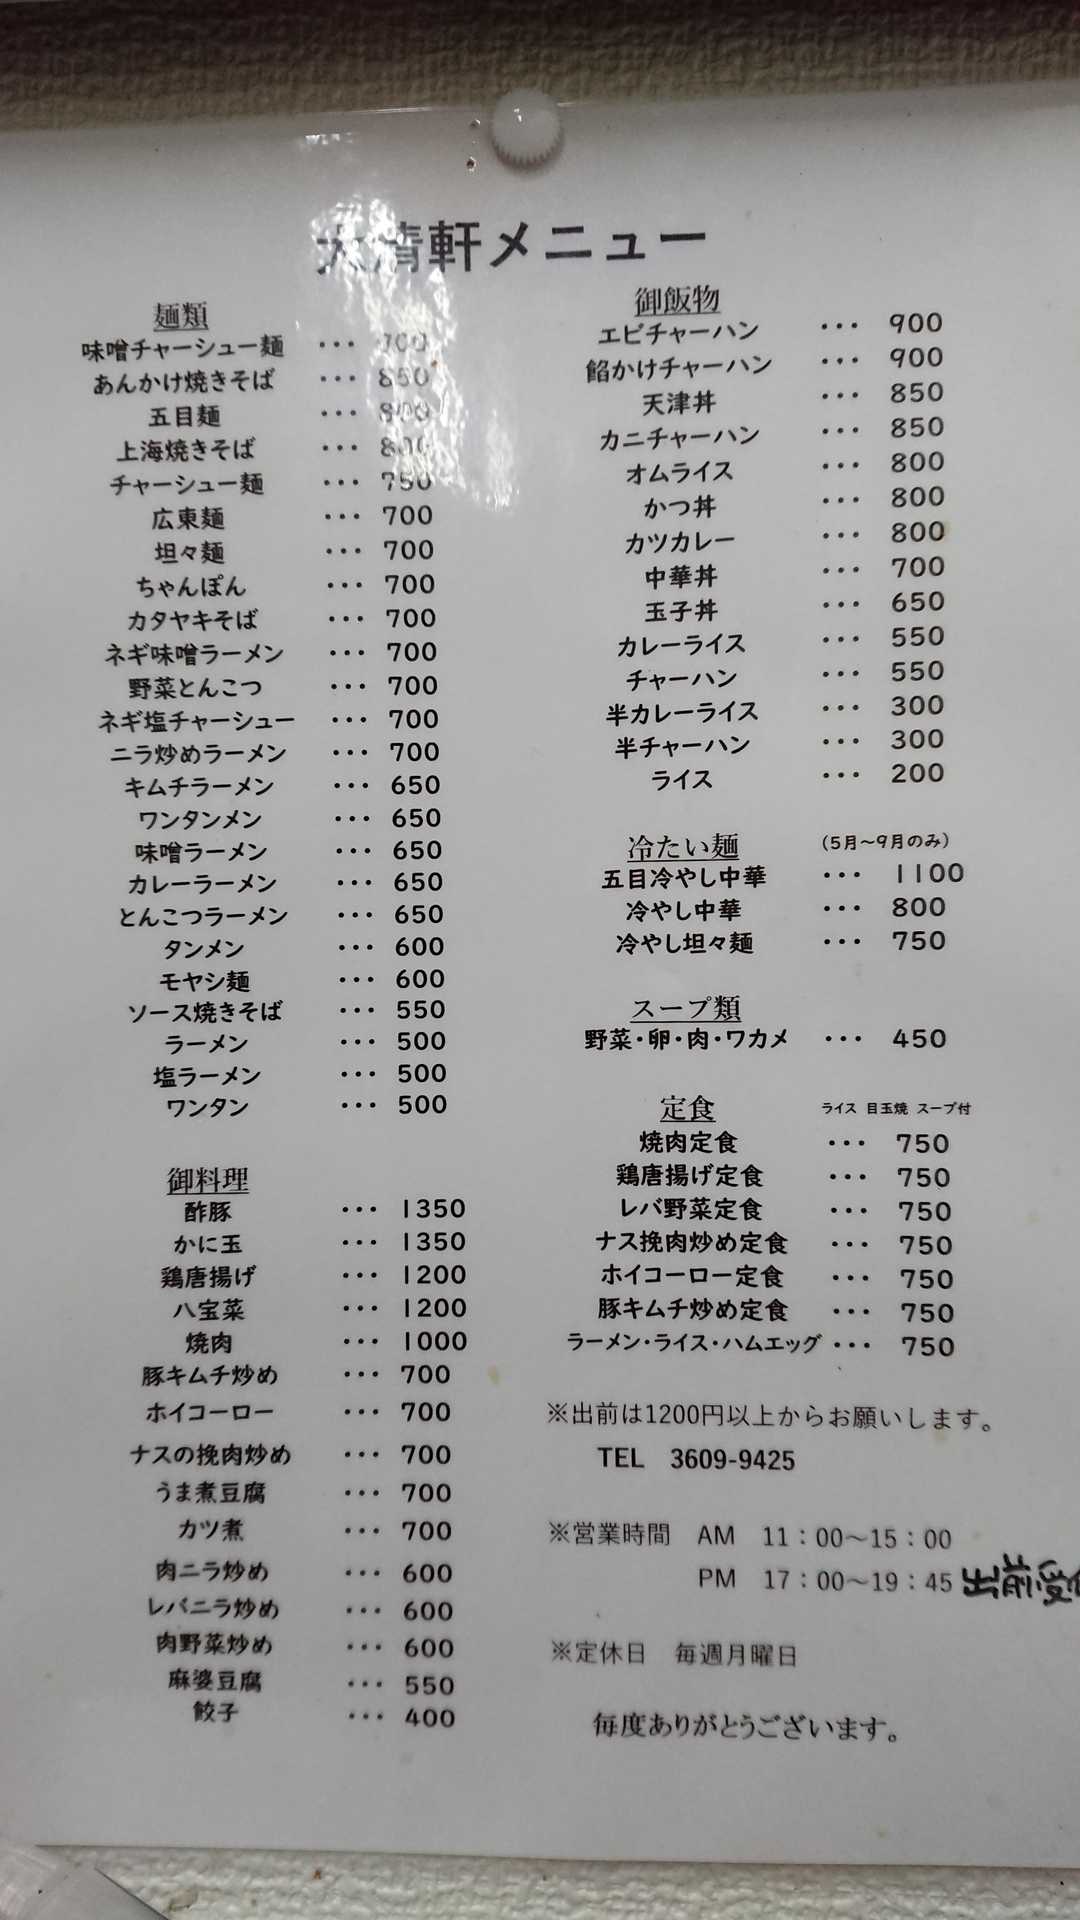 大清軒メニュー
麺類
味噌チャーシュー麺 ・・・
あんかけ焼きそば ・・・ 850
五目麺 ・・・ 800
上海焼きそば ・・・ 800
チャーシュー麺 ・・・ 750
広東麺 ・・・ 700
坦々麺 ・・・ 700
ちゃんぽん ・・・ 700
カタヤキそば ・・・ 700
ネギ味噌ラーメン ・・・ 700
野菜とんこつ ・・・ 700
ネギ塩チャーシュー ・・・ 700
ニラ炒めラーメン ・・・ 700
キムチラーメン ・・・ 650
ワンタンメン ・・・ 650
味噌ラーメン ・・・ 650
カレーラーメン ・・・ 650
とんこつラーメン ・・・ 650
タンメン ・・・ 600
モヤシ麺 ・・・ 600
ソース焼きそば ・・・ 550
ラーメン ・・・ 500
塩ラーメン ・・・ 500
ワンタン ・・・ 500
御料理
酢豚 ・・・ 1350
かに玉 ・・・ 1350
鶏唐揚げ ・・・ 1200
八宝菜 ・・・ 1200
焼肉 ・・・ 1000
豚キムチ炒め ・・・ 700
ホイコーロー ・・・ 700
ナスの挽肉炒め ・・・ 700
うま煮豆腐 ・・・ 700
カツ煮 ・・・ 700
肉ニラ炒め ・・・ 600
レバニラ炒め ・・・ 600
肉野菜炒め ・・・ 600
麻婆豆腐 ・・・ 550
餃子 ・・・ 400
御飯物
エビチャーハン ・・・ 900
餡かけチャーハン ・・・ 900
天津丼 ・・・ 850
カニチャーハン ・・・ 850
オムライス ・・・ 800
かつ丼 ・・・ 800
カツカレー ・・・ 800
中華丼 ・・・ 700
玉子丼 ・・・ 650
カレーライス ・・・ 550
チャーハン ・・・ 550
半カレーライス ・・・ 300
半チャーハン ・・・ 300
ライス ・・・ 200
冷たい麺 （5月～9月のみ）
五目冷やし中華 ・・・ 1100
冷やし中華 ・・・ 800
冷やし坦々麺 ・・・ 750
スープ類
野菜・卵・肉・ワカメ ・・・ 450
定食 ライス 目玉焼 スープ付
焼肉定食 ・・・ 750
鶏唐揚げ定食 ・・・ 750
レバ野菜定食 ・・・ 750
ナス挽肉炒め定食 ・・・ 750
ホイコーロー定食 ・・・ 750
豚キムチ炒め定食 ・・・ 750
ラーメン・ライス・ハムエッグ ・・・ 750
※出前は1200円以上からお願いします。
TEL 3609-9425
※営業時間 AM 11：00～15：00
PM 17：00～19：45 出前受
※定休日 毎週月曜日
毎度ありがとうございます。